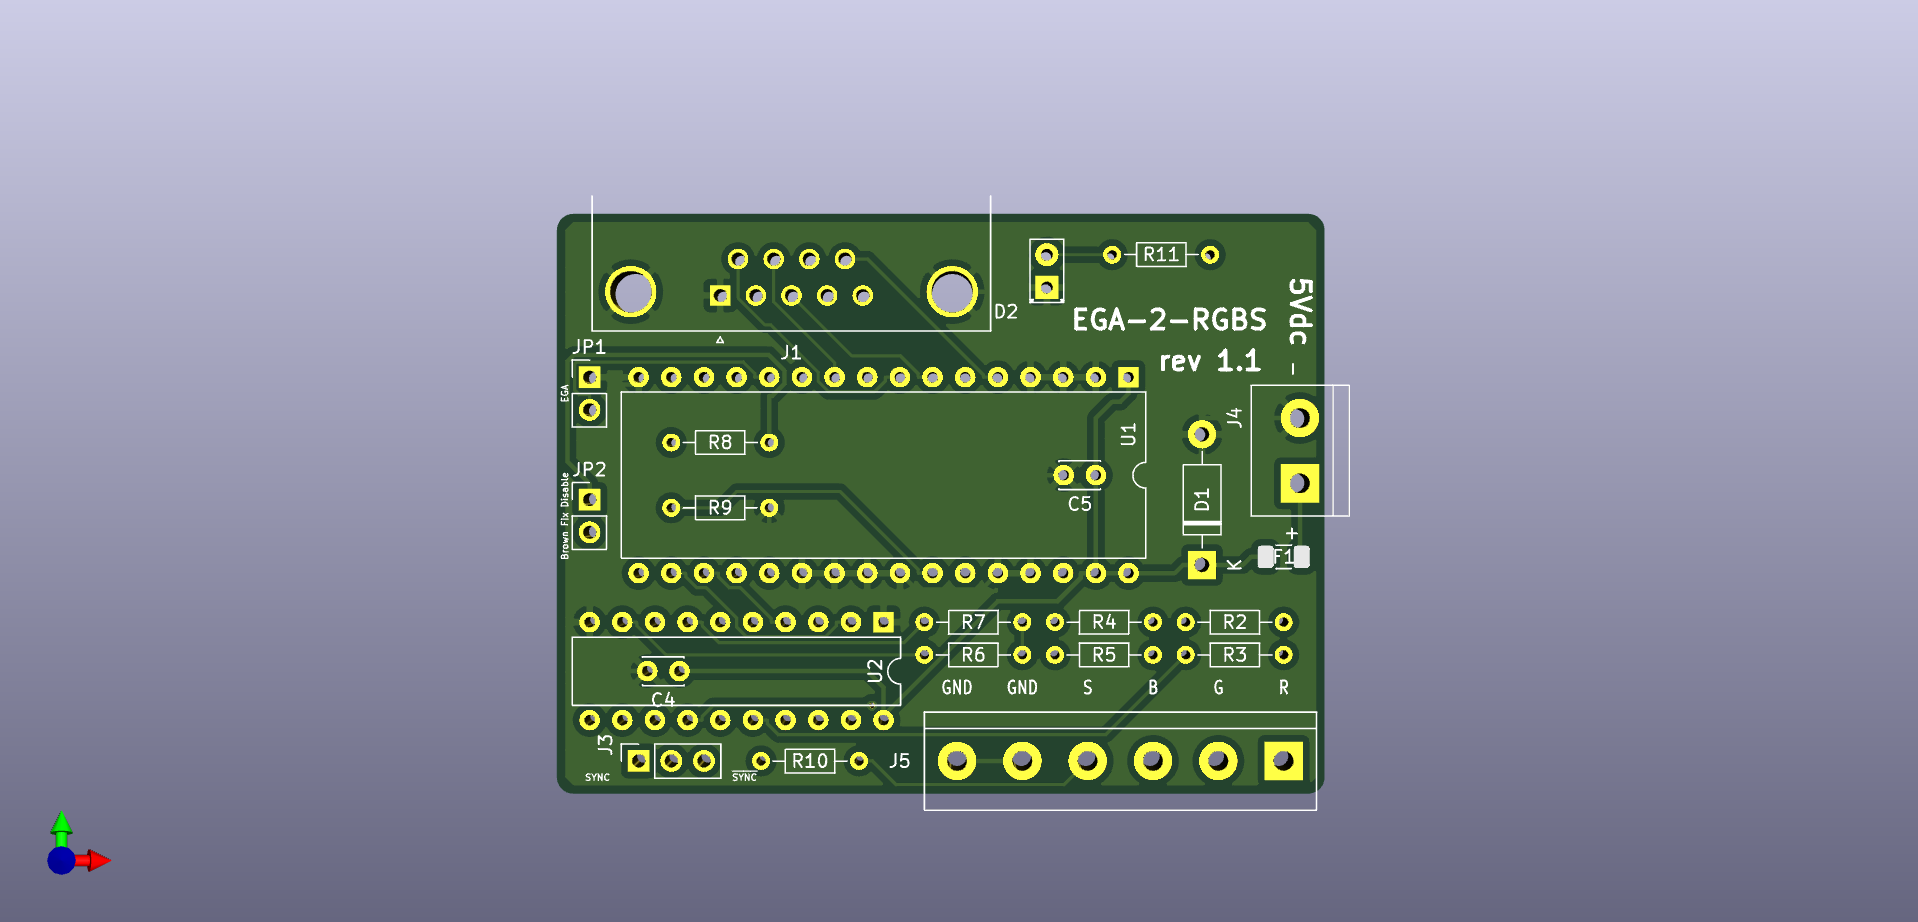 R11
5Vdc
D2
EGA-2-RGBS
rev 1.1
-
JP1
J1
EGA
J4
U1
R8
JP2
C5
D1
R9
Brown Fix Disable
+
F1
K
R7
R4
R2
R6
R5
R3
U2
GND
GND
S
B
G
R
C4
J3
R10
J5
SYNC
SYNC